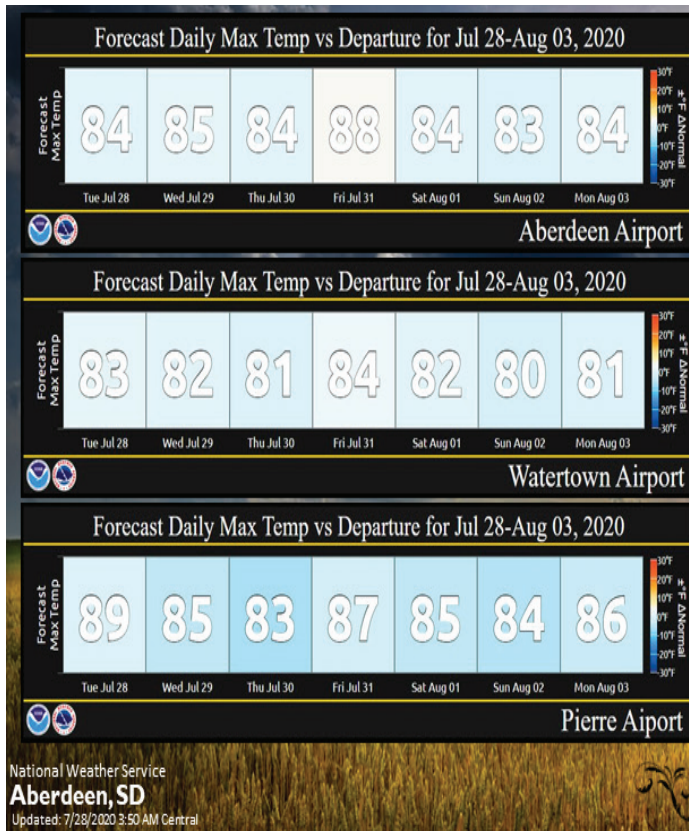 Forecast Daily Max Temp vs Departure for Jul 28-Aug 03, 2020
Forecast
Max Temp
84 85 84 88 84 83 84
Tue Jul 28 Wed Jul 29 Thu Jul 30 Fri Jul 31 Sat Aug 01 Sun Aug 02 Mon Aug 03
30°F
20°F
10°F
0°F
-10°F
-20°F
-30°F
±°F ΔNormal
Aberdeen Airport
Forecast Daily Max Temp vs Departure for Jul 28-Aug 03, 2020
Forecast
Max Temp
83 82 81 84 82 80 81
Tue Jul 28 Wed Jul 29 Thu Jul 30 Fri Jul 31 Sat Aug 01 Sun Aug 02 Mon Aug 03
30°F
20°F
10°F
0°F
-10°F
-20°F
-30°F
±°F ΔNormal
Watertown Airport
Forecast Daily Max Temp vs Departure for Jul 28-Aug 03, 2020
Forecast
Max Temp
89 85 83 87 85 84 86
Tue Jul 28 Wed Jul 29 Thu Jul 30 Fri Jul 31 Sat Aug 01 Sun Aug 02 Mon Aug 03
30°F
20°F
10°F
0°F
-10°F
-20°F
-30°F
±°F ΔNormal
Pierre Aiport
National Weather Service
Aberdeen, SD
Updated: 7/28/2020 3:50 AM Central